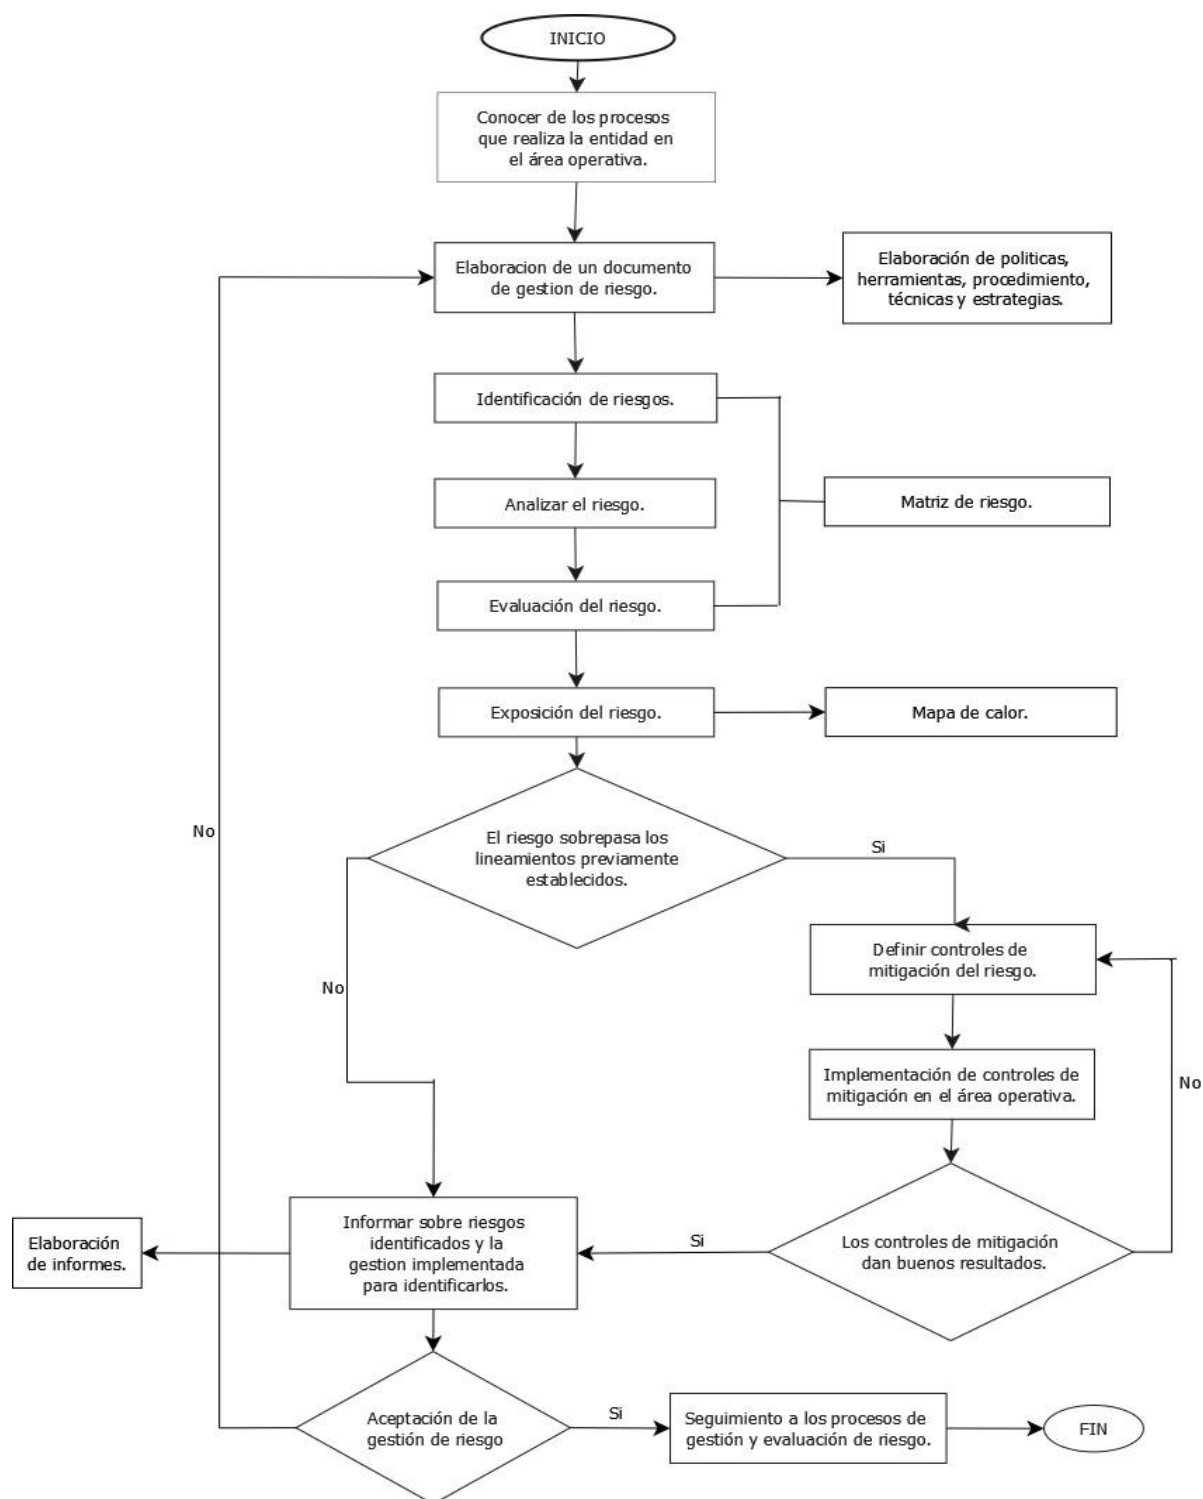 INICIO
Conocer de los procesos
que realiza la entidad en
el área operativa.
Elaboracion de un documento
de gestion de riesgo.
Elaboración de politicas,
herramientas, procedimiento,
técnicas y estrategias.
Identificación de riesgos.
Analizar el riesgo.
Matriz de riesgo.
Evaluación del riesgo.
Exposición del riesgo.
Mapa de calor.
No
El riesgo sobrepasa los
lineamientos previamente
establecidos.
Si
No
Definir controles de
mitigación del riesgo.
Implementación de controles de
mitigación en el área operativa.
No
Los controles de mitigación
dan buenos resultados.
Si
Informar sobre riesgos
identificados y la
gestion implementada
para identificarlos.
Elaboración
de informes.
Aceptación de la
gestión de riesgo
Si
Seguimiento a los procesos de
gestión y evaluación de riesgo.
FIN